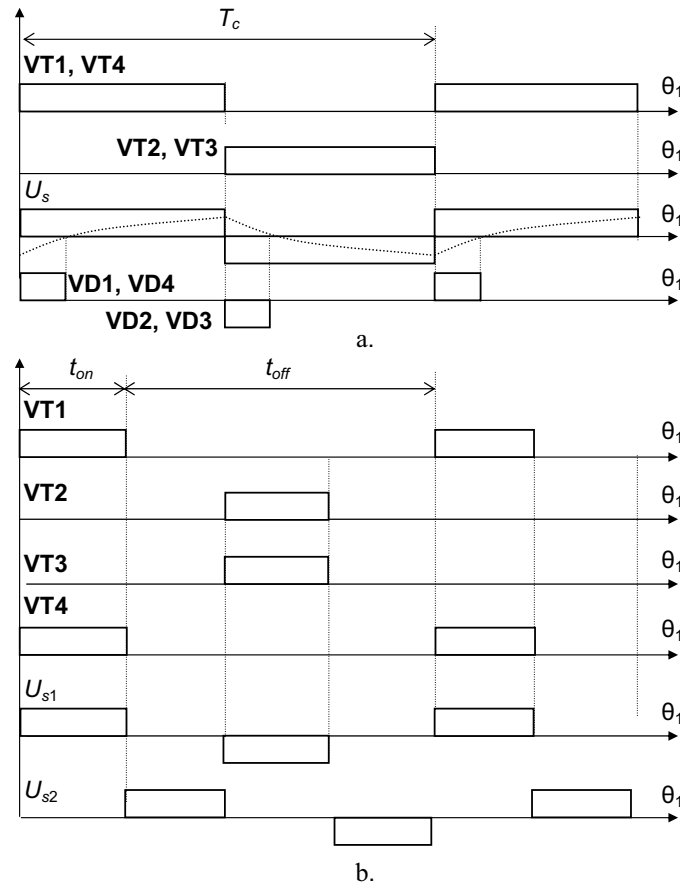 T_c
VT1, VT4
θ₁
VT2, VT3
θ₁
U_s
θ₁
VD1, VD4
θ₁
VD2, VD3
a.
t_on t_off
VT1
θ₁
VT2
θ₁
VT3
θ₁
VT4
θ₁
U_s1
θ₁
U_s2
θ₁
b.